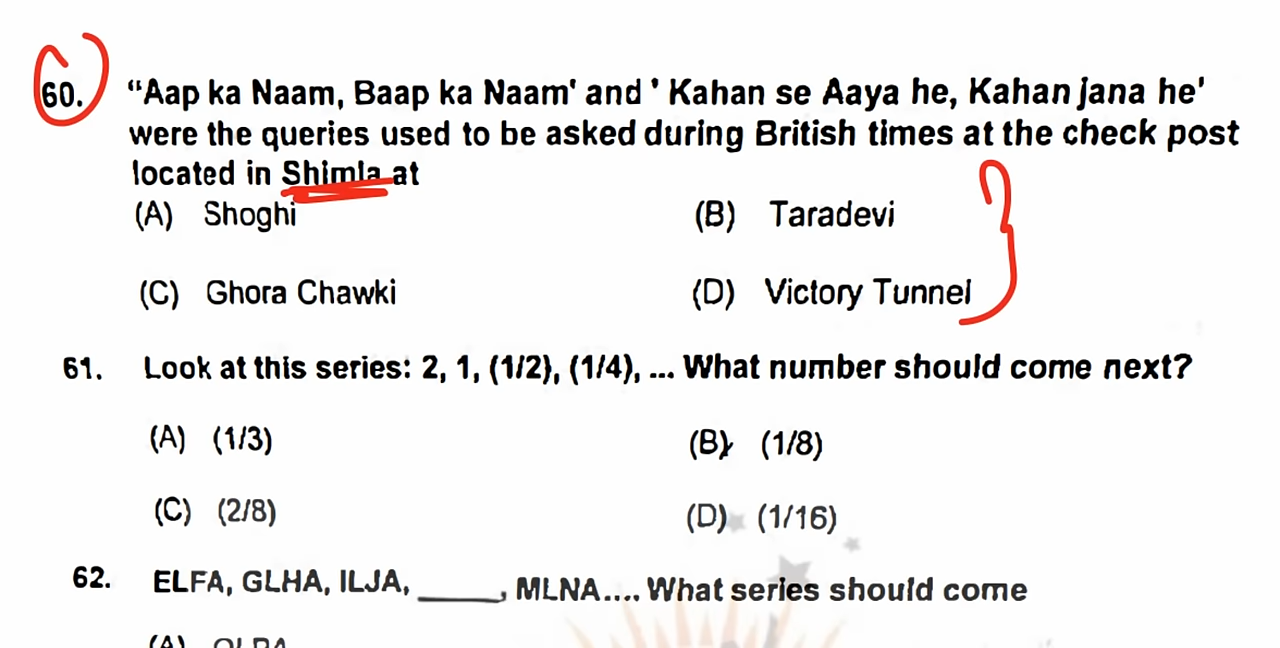 60. “Aap ka Naam, Baap ka Naam' and ' Kahan se Aaya he, Kahan jana he'
were the queries used to be asked during British times at the check post
located in Shimla at
(A) Shoghi (B) Taradevi
(C) Ghora Chawki (D) Victory Tunnel
61. Look at this series: 2, 1, (1/2), (1/4), ... What number should come next?
(A) (1/3) (B) (1/8)
(C) (2/8) (D) (1/16)
62. ELFA, GLHA, ILJA, _____, MLNA.... What series should come
(A) OLPA